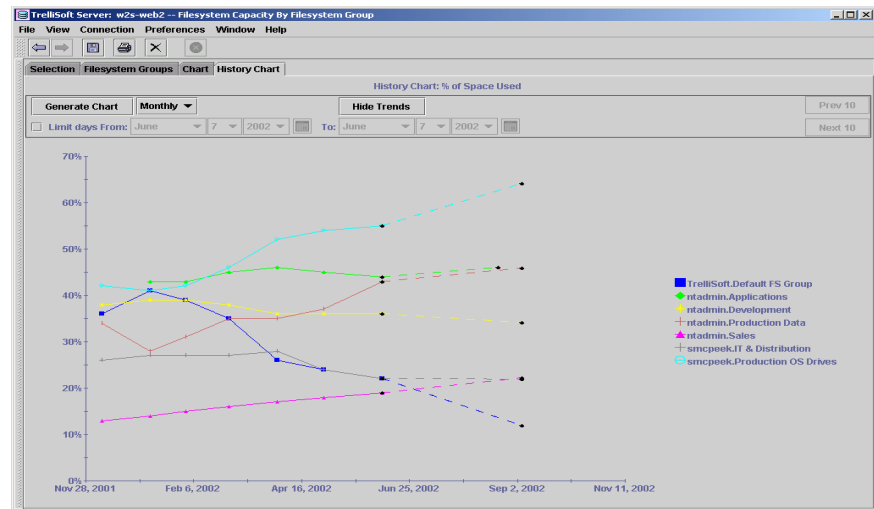 TrelliSoft Server: w2s-web2 -- Filesystem Capacity By Filesystem Group
File View Connection Preferences Window Help
Selection Filesystem Groups Chart History Chart
History Chart: % of Space Used
Generate Chart Monthly Hide Trends Prev 10
Limit days From: June 7 2002 To: June 7 2002 Next 10
70%
60%
50%
40%
30%
20%
10%
0%
Nov 28, 2001 Feb 6, 2002 Apr 16, 2002 Jun 25, 2002 Sep 2, 2002 Nov 11, 2002
TrelliSoft.Default FS Group
ntadmin.Applications
ntadmin.Development
ntadmin.Production Data
ntadmin.Sales
smcpeek.IT & Distribution
smcpeek.Production OS Drives